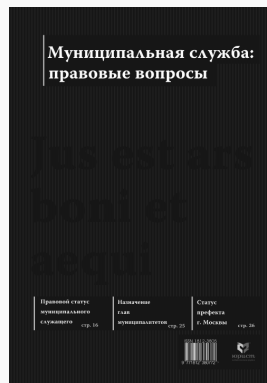 Муниципальная служба:
правовые вопросы
Jus est ars
boni et
aequi
Правовой статус
муниципального
служащего стр. 16
Назначение
глав
муниципалитетов стр. 25
Статус
префекта
г. Москвы стр. 26